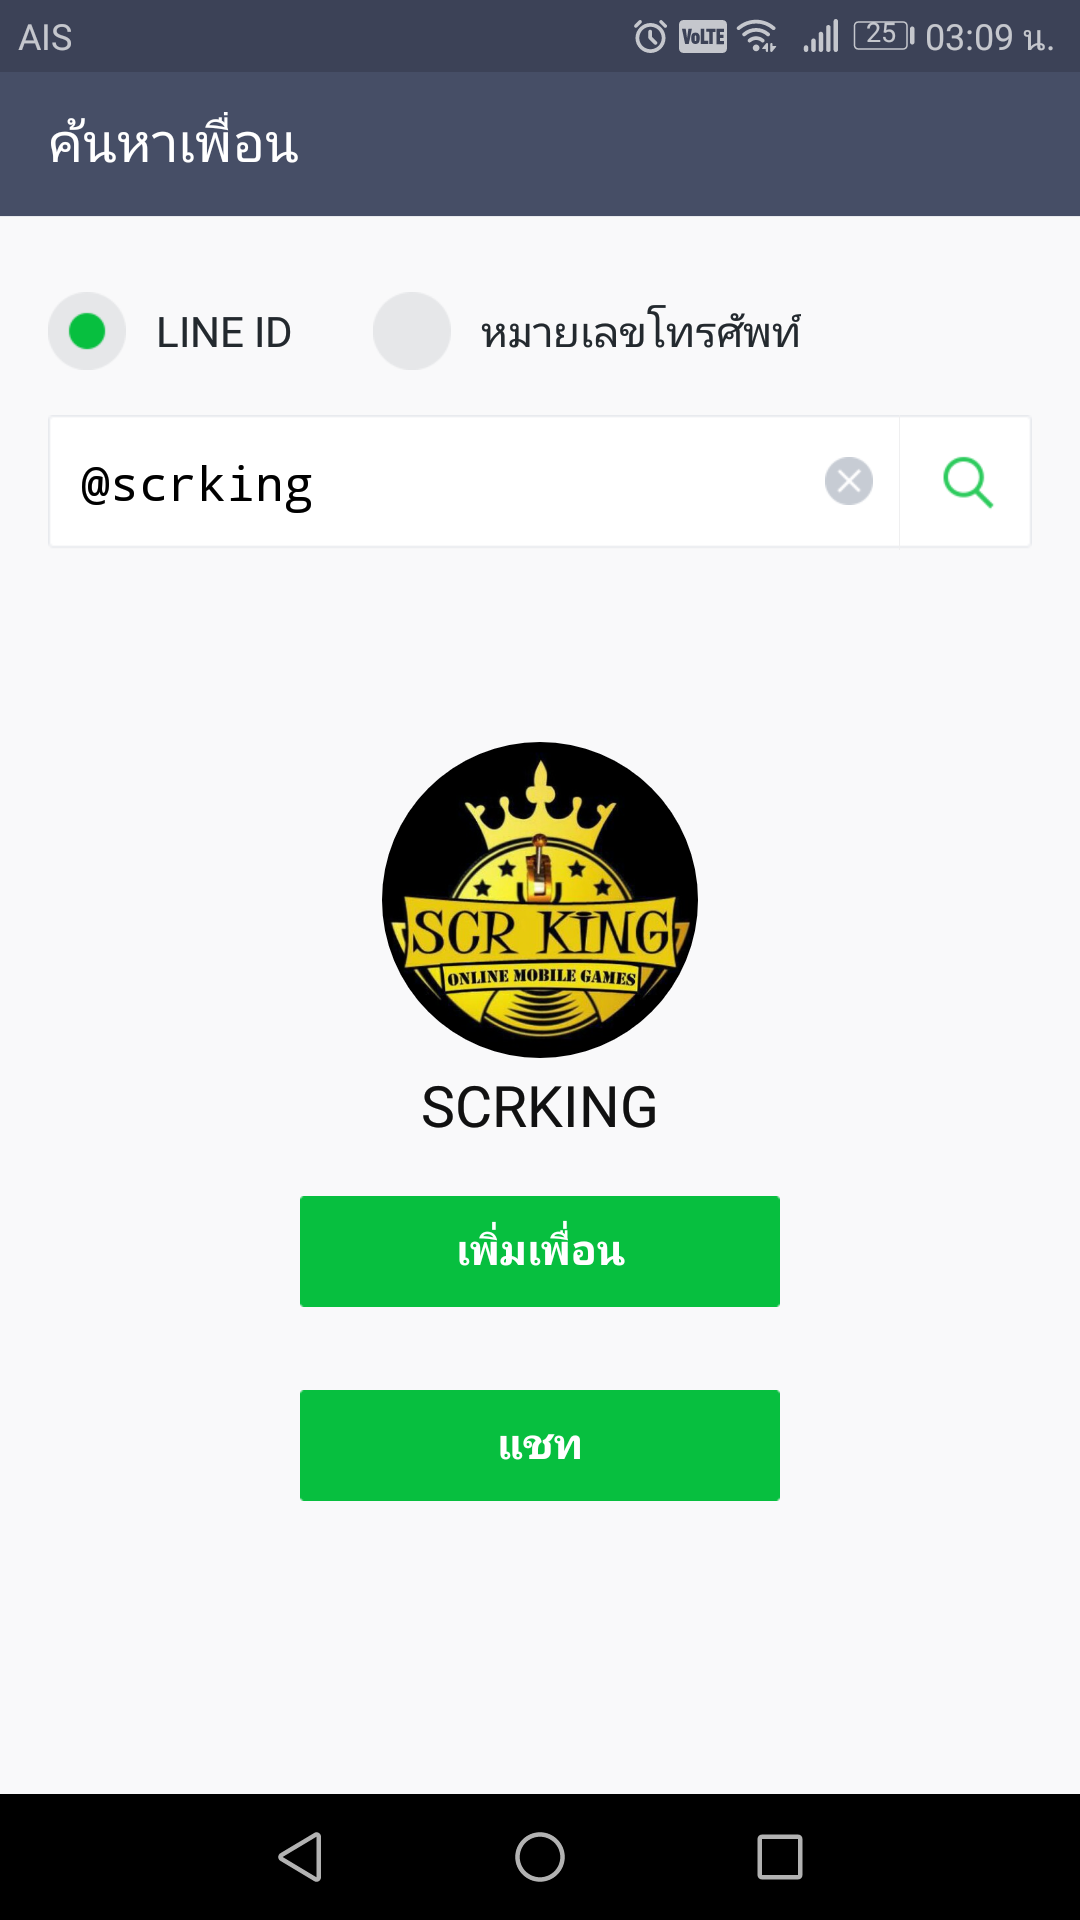 AIS VoLTE 25 03:09 น.
ค้นหาเพื่อน
LINE ID หมายเลขโทรศัพท์
@scrking
SCR KING
ONLINE MOBILE GAMES
SCRKING
เพิ่มเพื่อน
แชท